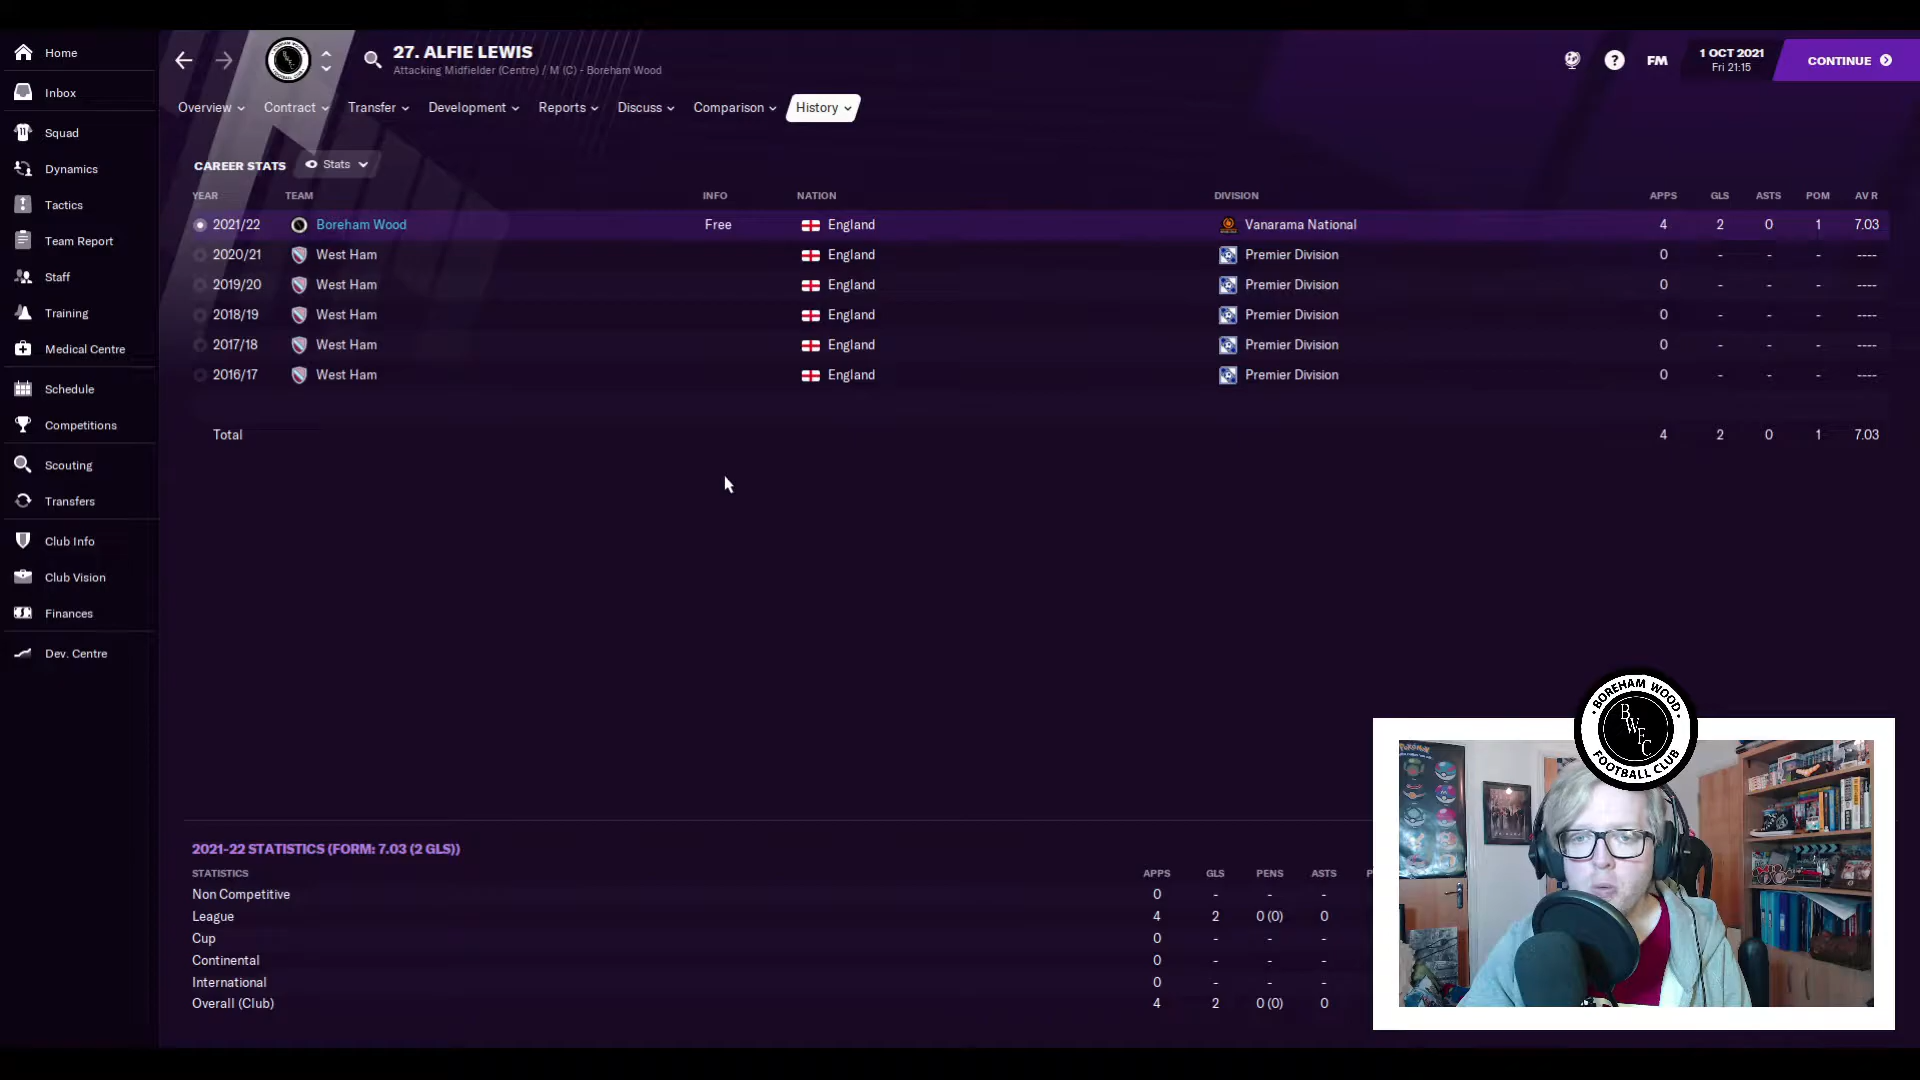 Home
Inbox
Squad
Dynamics
Tactics
Team Report
Staff
Training
Medical Centre
Schedule
Competitions
Scouting
Transfers
Club Info
Club Vision
Finances
Dev. Centre
27. ALFIE LEWIS
Attacking Midfielder (Centre) / M (C) - Boreham Wood
? FM 1 OCT 2021 CONTINUE
Fri 21:15
Overview Contract Transfer Development Reports Discuss Comparison History
CAREER STATS Stats
YEAR TEAM INFO NATION DIVISION APPS GLS ASTS POM AV R
2021/22 Boreham Wood Free England Vanarama National 4 2 0 1 7.03
2020/21 West Ham England Premier Division 0 - - - ----
2019/20 West Ham England Premier Division 0 - - - ----
2018/19 West Ham England Premier Division 0 - - - ----
2017/18 West Ham England Premier Division 0 - - - ----
2016/17 West Ham England Premier Division 0 - - - ----
Total 4 2 0 1 7.03
2021-22 STATISTICS (FORM: 7.03 (2 GLS))
STATISTICS APPS GLS PENS ASTS P
Non Competitive 0 - - -
League 4 2 0 (0) 0
Cup 0 - - -
Continental 0 - - -
International 0 - - -
Overall (Club) 4 2 0 (0) 0
BOREHAM WOOD
BWFC
FOOTBALL CLUB